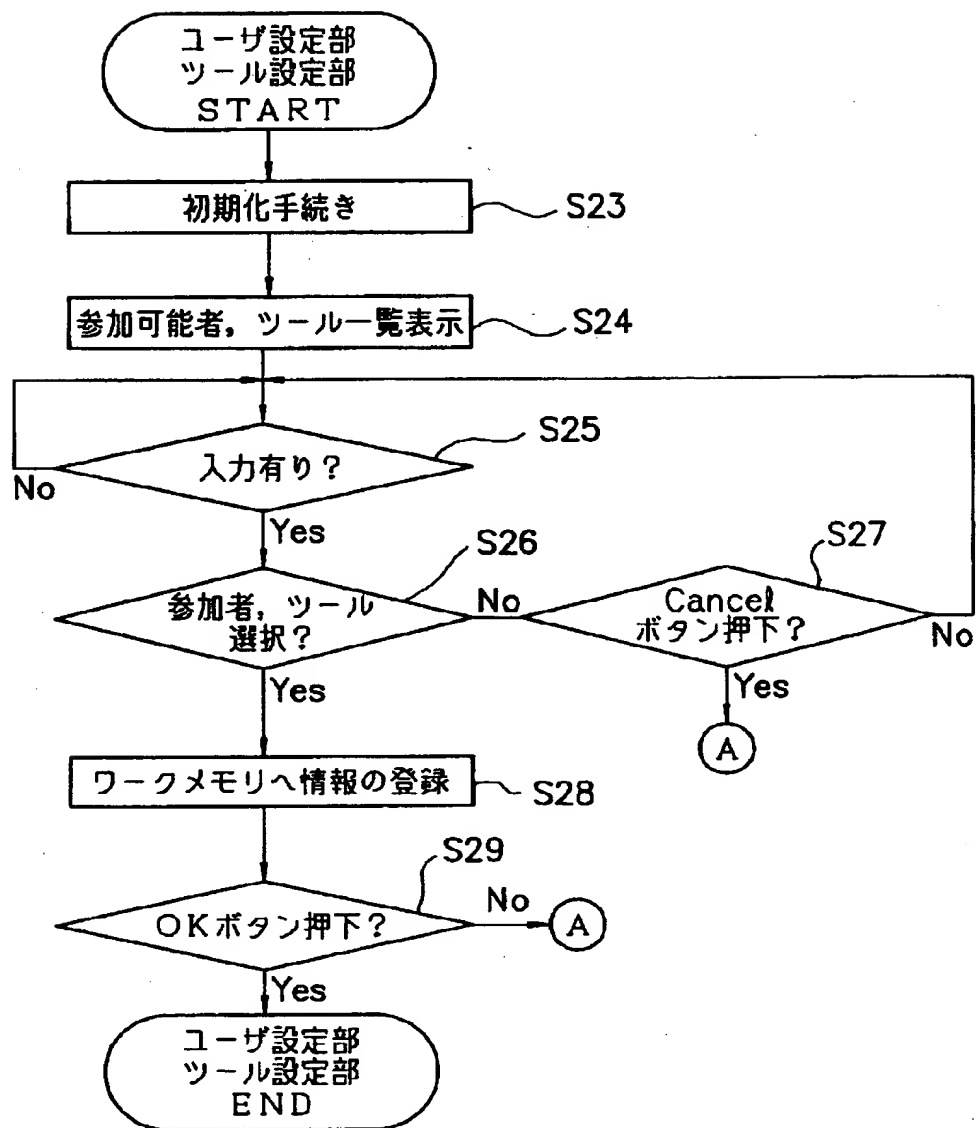 ユーザ設定部
ツール設定部
START
初期化手続き
S23
参加可能者，ツール一覧表示
S24
S25
入力有り？
No
Yes
S26
S27
参加者，ツール
選択？
No
Cancel
ボタン押下？
No
Yes
Yes
A
ワークメモリへ情報の登録
S28
S29
OKボタン押下？
No
A
Yes
ユーザ設定部
ツール設定部
END